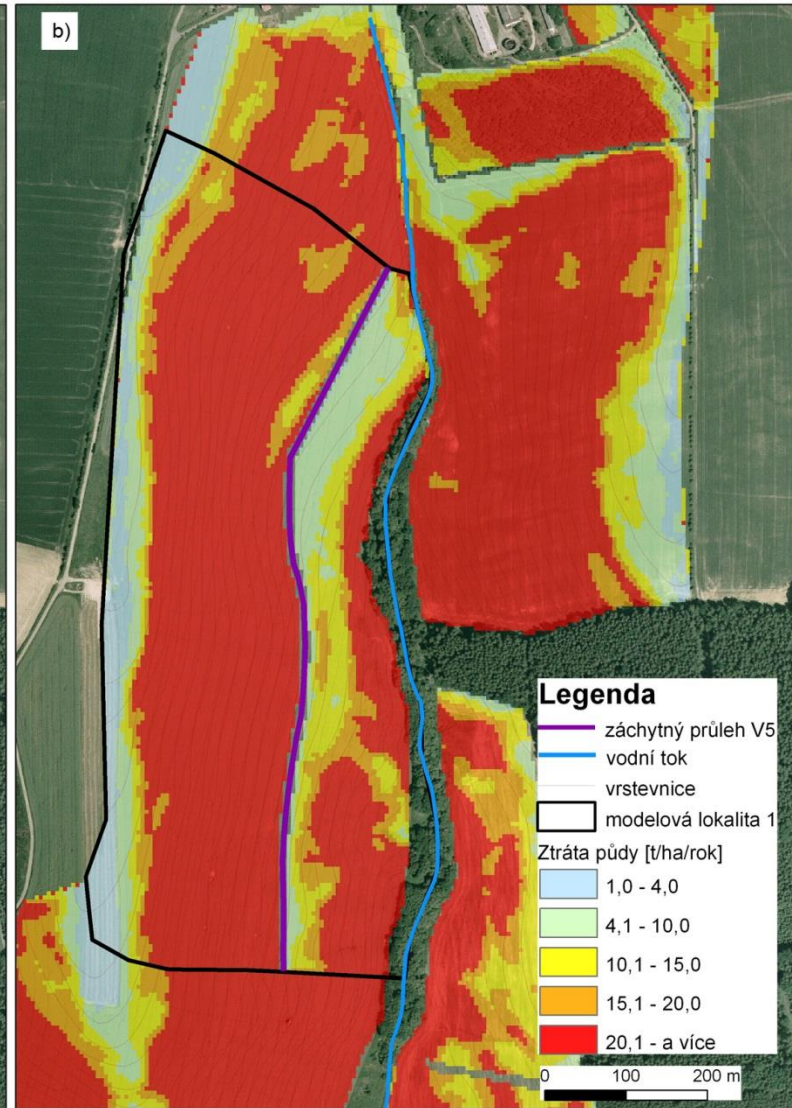 b)
Legenda
záchytný průleh V5
vodní tok
vrstevnice
modelová lokalita 1
Ztráta půdy [t/ha/rok]
1,0 - 4,0
4,1 - 10,0
10,1 - 15,0
15,1 - 20,0
20,1 - a více
0 100 200 m